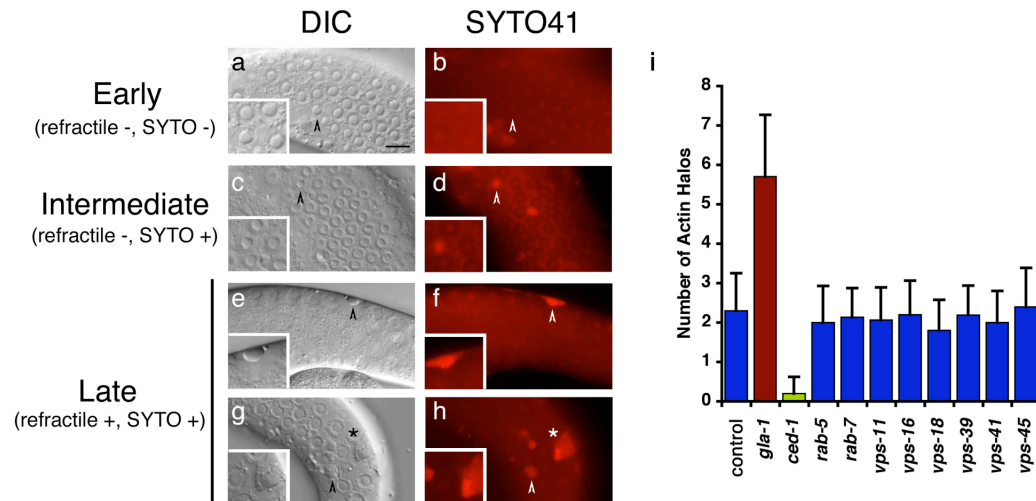 DIC
SYTO41
Early
(refractile -, SYTO -)
a
b
Intermediate
(refractile -, SYTO +)
c
d
Late
(refractile +, SYTO +)
e
f
g
*
h
*
i
Number of Actin Halos
8
7
6
5
4
3
2
1
0
control
gla-1
ced-1
rab-5
rab-7
vps-11
vps-16
vps-18
vps-39
vps-41
vps-45